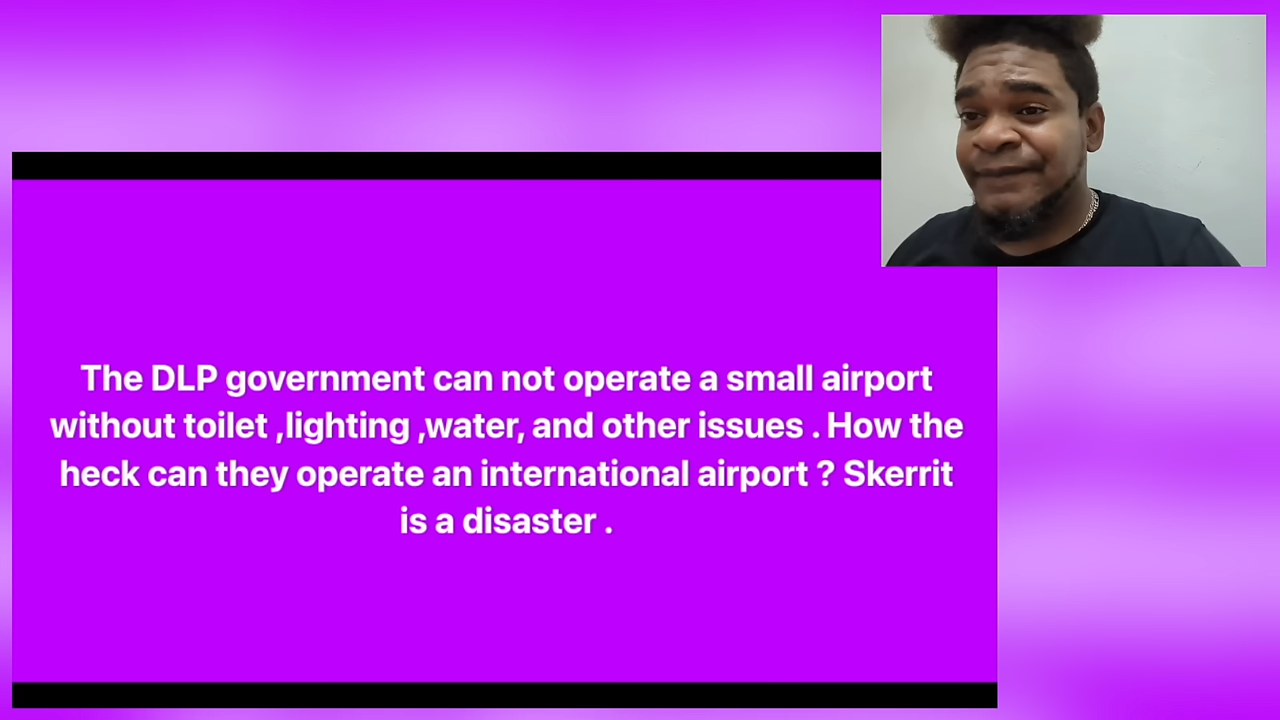 The DLP government can not operate a small airport
without toilet ,lighting ,water, and other issues . How the
heck can they operate an international airport ? Skerrit
is a disaster .